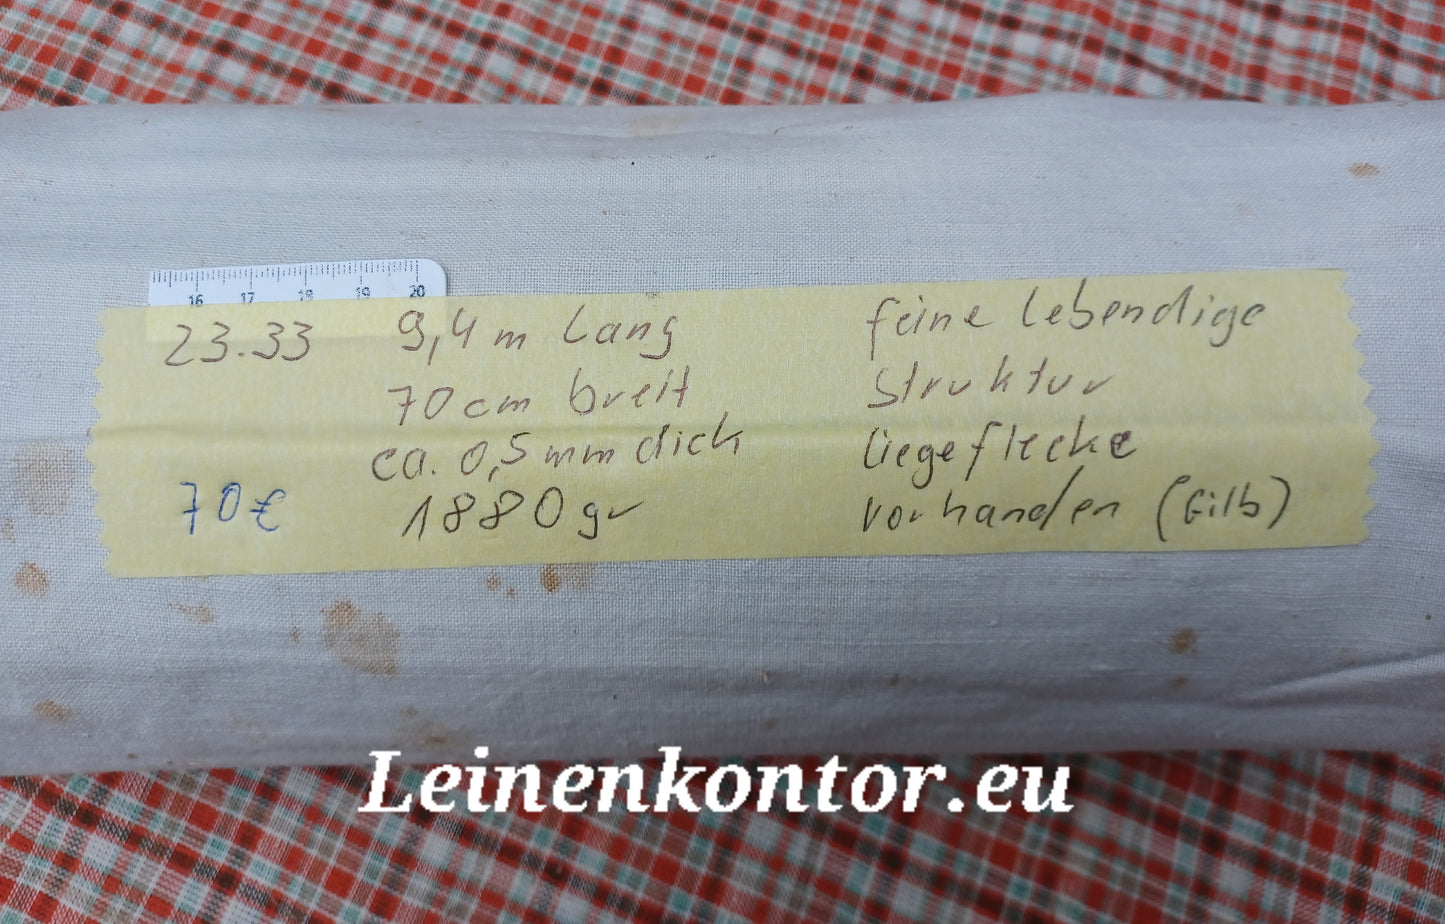 16 17 18 19 20
23.33 9,4 m lang feine lebendige
70 cm breit Struktur
ca. 0,5 mm dick liegeflecke
70 € 1880 gr vorhanden (Gilb)
Leinenkontor.eu